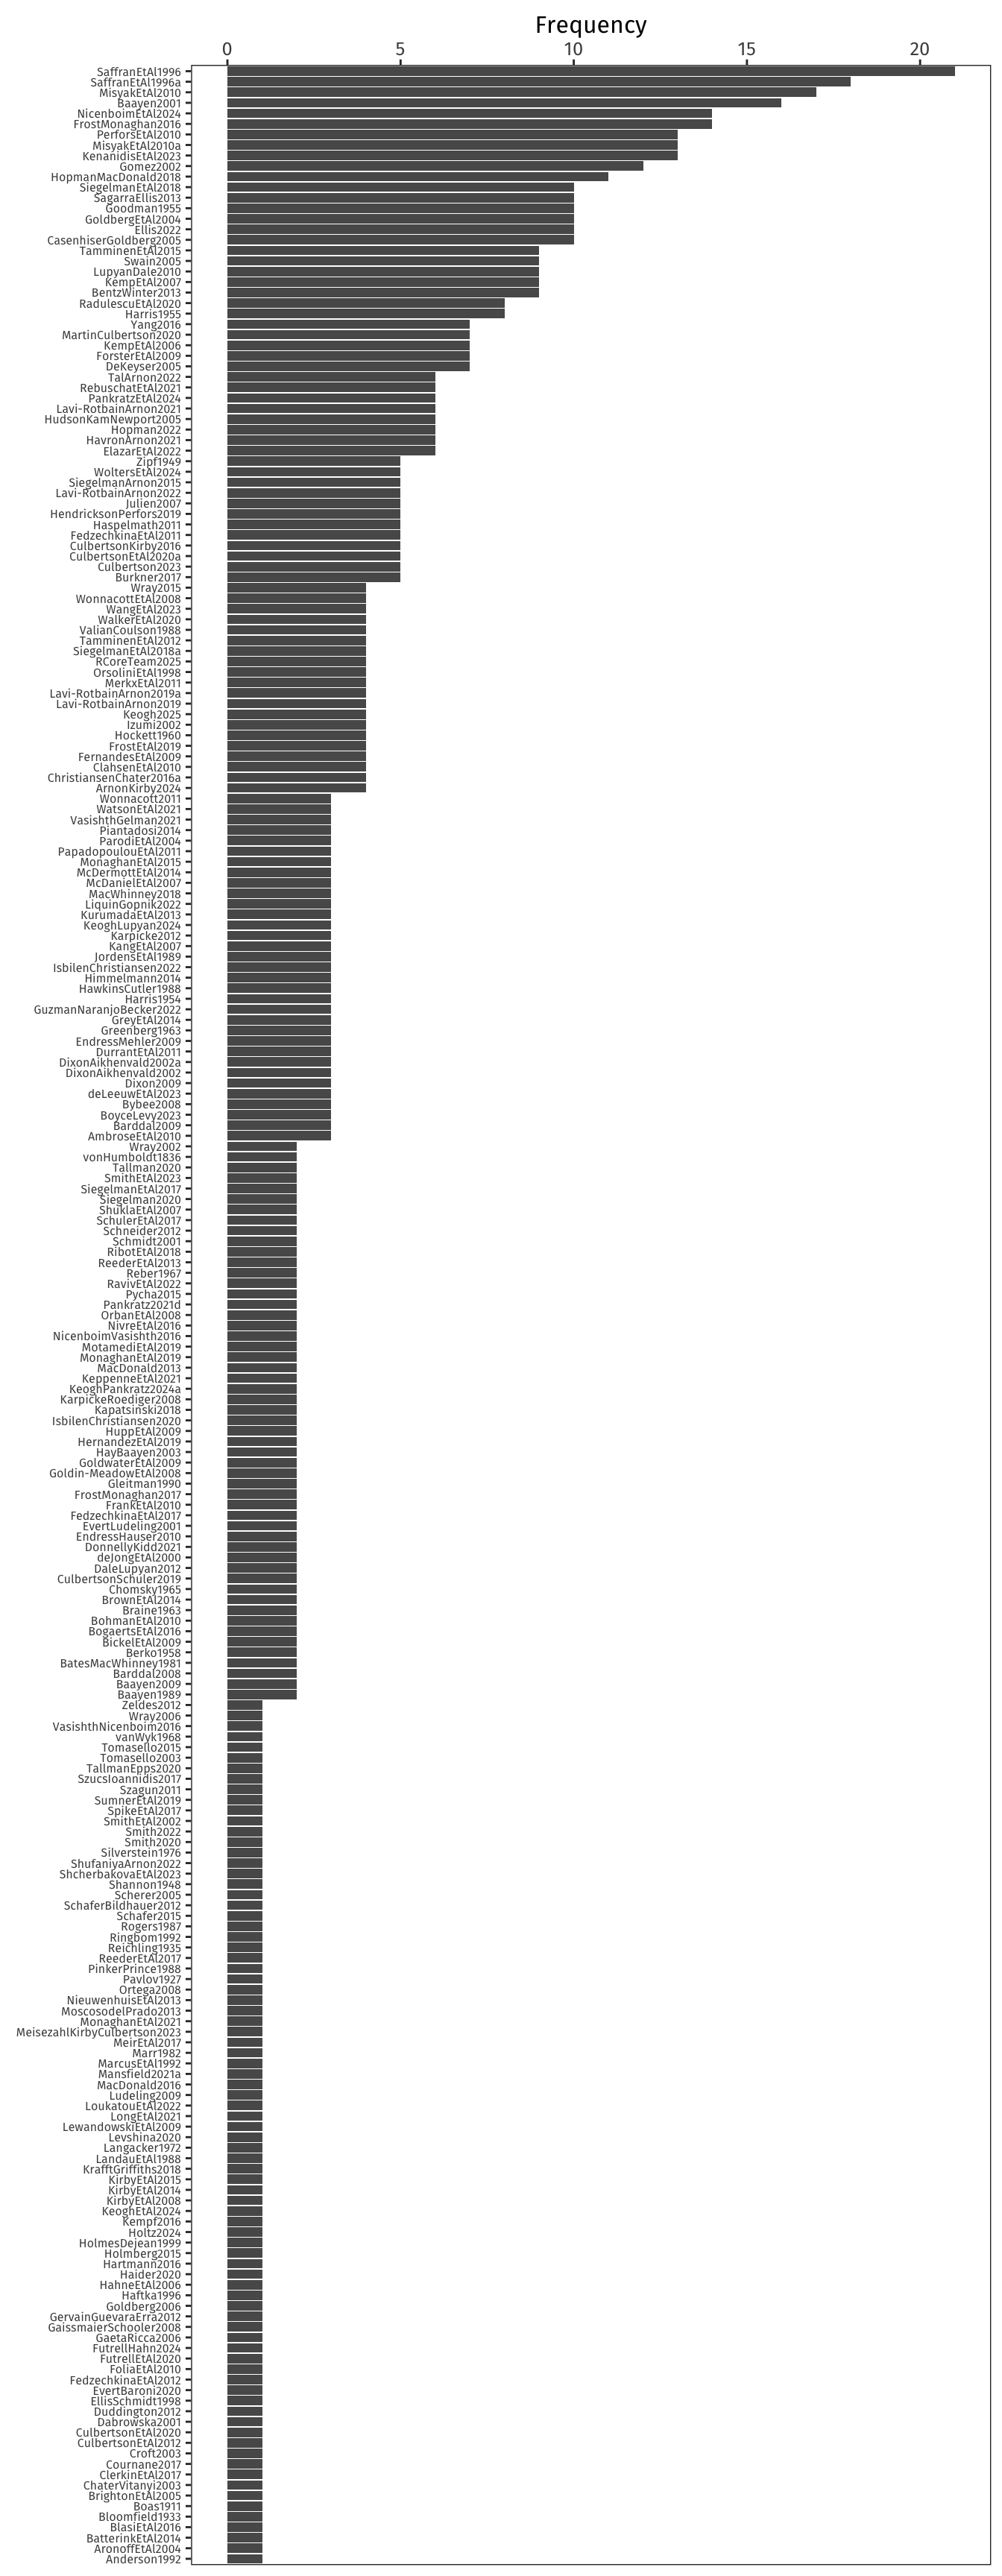 Frequency
0 5 10 15 20
SaffranEtAl1996
SaffranEtAl1996a
MisyakEtAl2010
Baayen2001
NicenboimEtAl2024
FrostMonaghan2016
PerforsEtAl2010
MisyakEtAl2010a
KenanidisEtAl2023
Gomez2002
HopmanMacDonald2018
SiegelmanEtAl2018
SagarraEllis2013
Goodman1955
GoldbergEtAl2004
Ellis2022
CasenhiserGoldberg2005
TamminenEtAl2015
Swain2005
LupyanDale2010
KempEtAl2007
BentzWinter2013
RadulescuEtAl2020
Harris1955
Yang2016
MartinCulbertson2020
KempEtAl2006
ForsterEtAl2009
DeKeyser2005
TalArnon2022
RebuschatEtAl2021
PankratzEtAl2024
Lavi-RotbainArnon2021
HudsonKamNewport2005
Hopman2022
HavronArnon2021
ElazarEtAl2022
Zipf1949
WoltersEtAl2024
SiegelmanArnon2015
Lavi-RotbainArnon2022
Julien2007
HendricksonPerfors2019
Haspelmath2011
FedzechkinaEtAl2011
CulbertsonKirby2016
CulbertsonEtAl2020a
Culbertson2023
Burkner2017
Wray2015
WonnacottEtAl2008
WangEtAl2023
WalkerEtAl2020
ValianCoulson1988
TamminenEtAl2012
SiegelmanEtAl2018a
RCoreTeam2025
OrsoliniEtAl1998
MerkxEtAl2011
Lavi-RotbainArnon2019a
Lavi-RotbainArnon2019
Keogh2025
Izumi2002
Hockett1960
FrostEtAl2019
FernandesEtAl2009
ClahsenEtAl2010
ChristiansenChater2016a
ArnonKirby2024
Wonnacott2011
WatsonEtAl2021
VasishthGelman2021
Piantadosi2014
ParodiEtAl2004
PapadopoulouEtAl2011
MonaghanEtAl2015
McDermottEtAl2014
McDanielEtAl2007
MacWhinney2018
LiquinGopnik2022
KurumadaEtAl2013
KeoghLupyan2024
Karpicke2012
KangEtAl2007
JordensEtAl1989
IsbilenChristiansen2022
Himmelmann2014
HawkinsCutler1988
Harris1954
GuzmanNaranjoBecker2022
GreyEtAl2014
Greenberg1963
EndressMehler2009
DurrantEtAl2011
DixonAikhenvald2002a
DixonAikhenvald2002
Dixon2009
deLeeuwEtAl2023
Bybee2008
BoyceLevy2023
Barddal2009
AmbroseEtAl2010
Wray2002
vonHumboldt1836
Tallman2020
SmithEtAl2023
SiegelmanEtAl2017
Siegelman2020
ShuklaEtAl2007
SchulerEtAl2017
Schneider2012
Schmidt2001
RibotEtAl2018
ReederEtAl2013
Reber1967
RavivEtAl2022
Pycha2015
Pankratz2021d
OrbanEtAl2008
NivreEtAl2016
NicenboimVasishth2016
MotamediEtAl2019
MonaghanEtAl2019
MacDonald2013
KeppenneEtAl2021
KeoghPankratz2024a
KarpickeRoediger2008
Kapatsinski2018
IsbilenChristiansen2020
HuppEtAl2009
HernandezEtAl2019
HayBaayen2003
GoldwaterEtAl2009
Goldin-MeadowEtAl2008
Gleitman1990
FrostMonaghan2017
FrankEtAl2010
FedzechkinaEtAl2017
EvertLudeling2001
EndressHauser2010
DonnellyKidd2021
deJongEtAl2000
DaleLupyan2012
CulbertsonSchuler2019
Chomsky1965
BrownEtAl2014
Braine1963
BohmanEtAl2010
BogaertsEtAl2016
BickelEtAl2009
Berko1958
BatesMacWhinney1981
Barddal2008
Baayen2009
Baayen1989
Zeldes2012
Wray2006
VasishthNicenboim2016
vanWyk1968
Tomasello2015
Tomasello2003
TallmanEpps2020
SzucsIoannidis2017
Szagun2011
SumnerEtAl2019
SpikeEtAl2017
SmithEtAl2002
Smith2022
Smith2020
Silverstein1976
ShufaniyaArnon2022
ShcherbakovaEtAl2023
Shannon1948
Scherer2005
SchaferBildhauer2012
Schafer2015
Rogers1987
Ringbom1992
Reichling1935
ReederEtAl2017
PinkerPrince1988
Pavlov1927
Ortega2008
NieuwenhuisEtAl2013
MoscosodelPrado2013
MonaghanEtAl2021
MeisezahlKirbyCulbertson2023
MeirEtAl2017
Marr1982
MarcusEtAl1992
Mansfield2021a
MacDonald2016
Ludeling2009
LoukatouEtAl2022
LongEtAl2021
LewandowskiEtAl2009
Levshina2020
Langacker1972
LandauEtAl1988
KrafftGriffiths2018
KirbyEtAl2015
KirbyEtAl2014
KirbyEtAl2008
KeoghEtAl2024
Kempf2016
Holtz2024
HolmesDejean1999
Holmberg2015
Hartmann2016
Haider2020
HahneEtAl2006
Haftka1996
Goldberg2006
GervainGuevaraErra2012
GaissmaierSchooler2008
GaetaRicca2006
FutrellHahn2024
FutrellEtAl2020
FoliaEtAl2010
FedzechkinaEtAl2012
EvertBaroni2020
EllisSchmidt1998
Duddington2012
Dabrowska2001
CulbertsonEtAl2020
CulbertsonEtAl2012
Croft2003
Cournane2017
ClerkinEtAl2017
ChaterVitanyi2003
BrightonEtAl2005
Boas1911
Bloomfield1933
BlasiEtAl2016
BatterinkEtAl2014
AronoffEtAl2004
Anderson1992